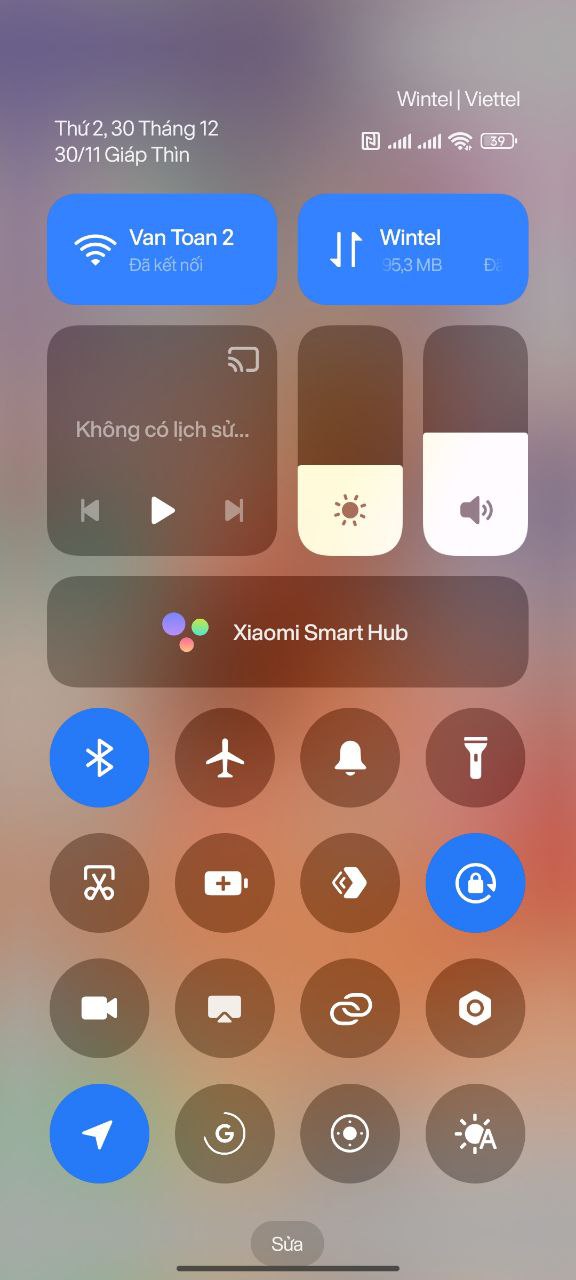 Wintel | Viettel
Thứ 2, 30 Tháng 12
30/11 Giáp Thìn
39
Van Toan 2
Đã kết nối
Wintel
95,3 MB
Không có lịch sử...
Xiaomi Smart Hub
G
A
Sửa